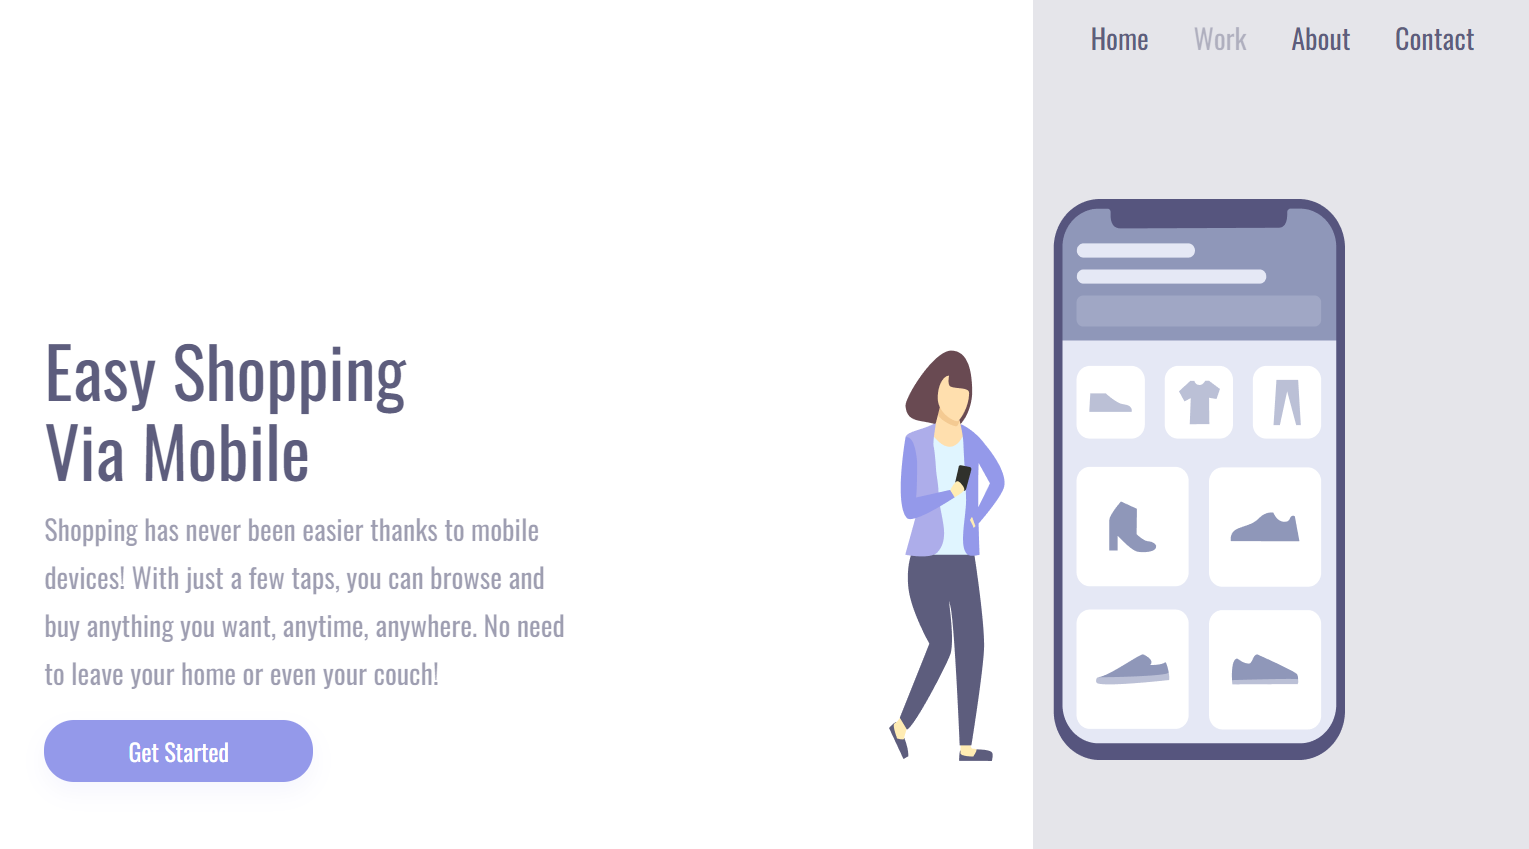 Home Work About Contact
Easy Shopping
Via Mobile
Shopping has never been easier thanks to mobile
devices! With just a few taps, you can browse and
buy anything you want, anytime, anywhere. No need
to leave your home or even your couch!
Get Started